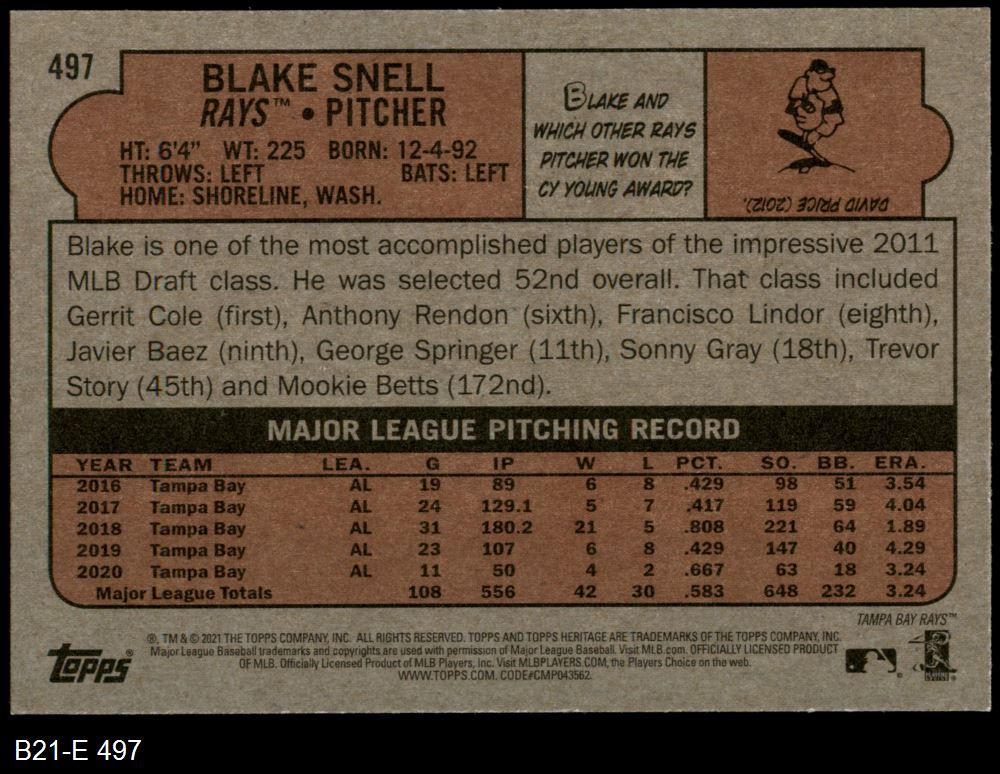 497
BLAKE SNELL
RAYS™ • PITCHER
HT: 6'4" WT: 225 BORN: 12-4-92
THROWS: LEFT BATS: LEFT
HOME: SHORELINE, WASH.
BLAKE AND
WHICH OTHER RAYS
PITCHER WON THE
CY YOUNG AWARD?
DAVID PRICE (2012).
Blake is one of the most accomplished players of the impressive 2011
MLB Draft class. He was selected 52nd overall. That class included
Gerrit Cole (first), Anthony Rendon (sixth), Francisco Lindor (eighth),
Javier Baez (ninth), George Springer (11th), Sonny Gray (18th), Trevor
Story (45th) and Mookie Betts (172nd).
MAJOR LEAGUE PITCHING RECORD
YEAR TEAM LEA. G IP W L PCT. SO. BB. ERA.
2016 Tampa Bay AL 19 89 6 8 .429 98 51 3.54
2017 Tampa Bay AL 24 129.1 5 7 .417 119 59 4.04
2018 Tampa Bay AL 31 180.2 21 5 .808 221 64 1.89
2019 Tampa Bay AL 23 107 6 8 .429 147 40 4.29
2020 Tampa Bay AL 11 50 4 2 .667 63 18 3.24
Major League Totals 108 556 42 30 .583 648 232 3.24
TAMPA BAY RAYS™
topps®
®, TM & © 2021 THE TOPPS COMPANY, INC. ALL RIGHTS RESERVED. TOPPS AND TOPPS HERITAGE ARE TRADEMARKS OF THE TOPPS COMPANY, INC.
Major League Baseball trademarks and copyrights are used with permission of Major League Baseball. Visit MLB.com. OFFICIALLY LICENSED PRODUCT
OF MLB. Officially Licensed Product of MLB Players, Inc. Visit MLBPLAYERS.COM, the Players Choice on the web.
WWW.TOPPS.COM. CODE#CMP043562.
B21-E 497